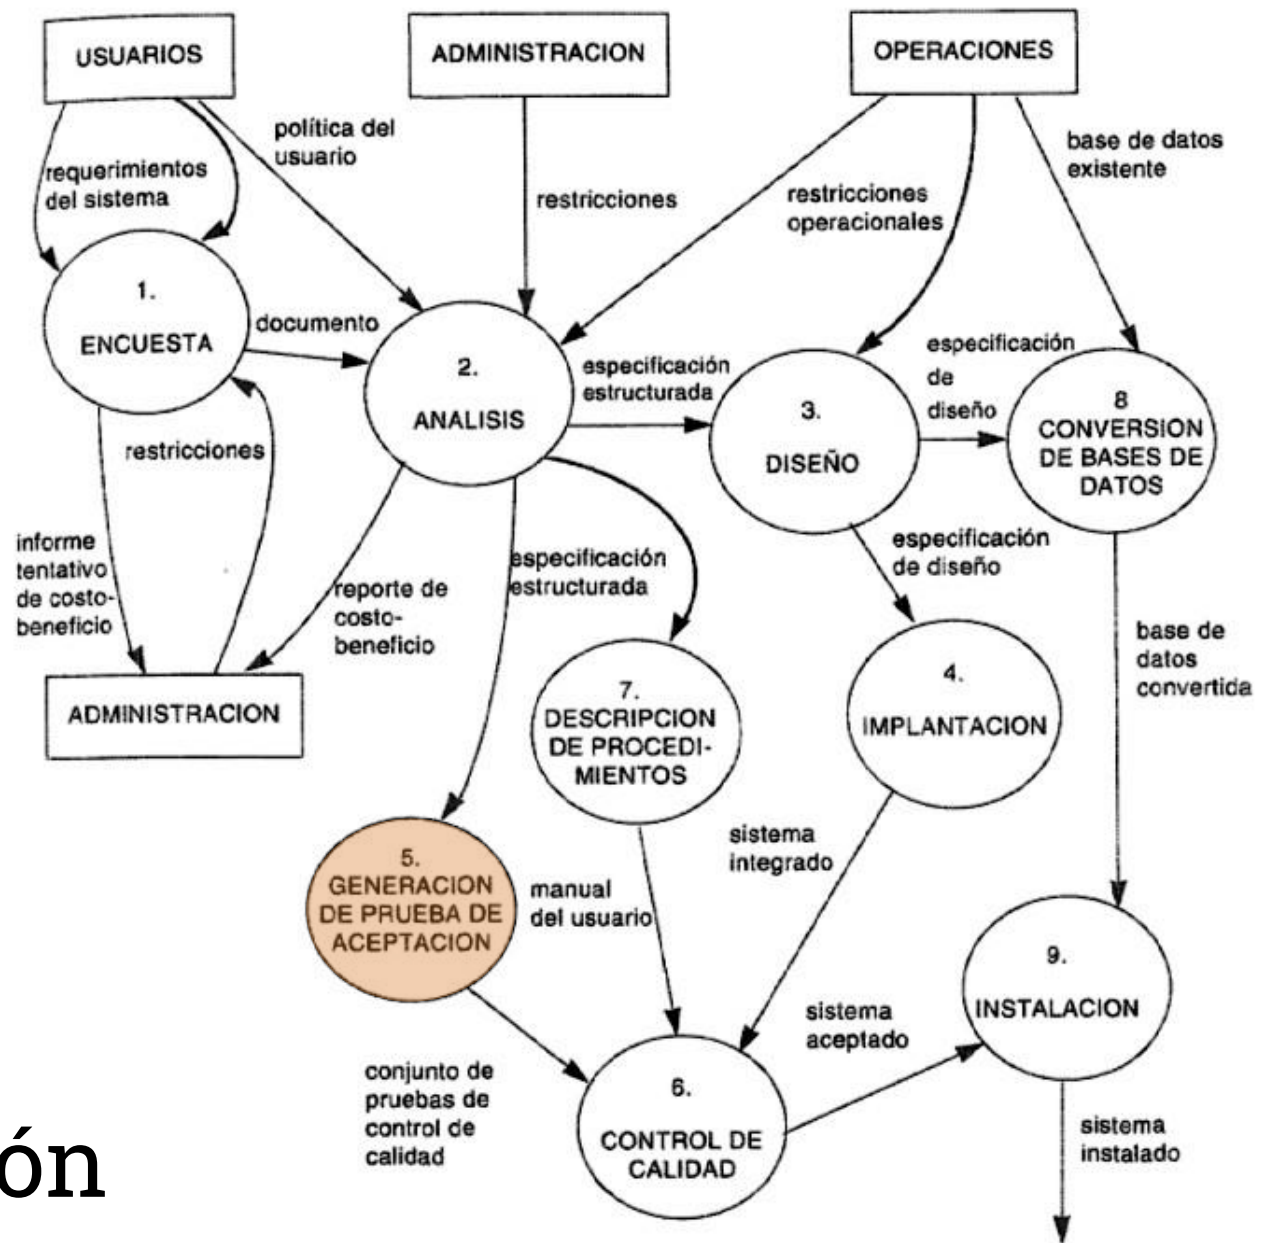 USUARIOS
ADMINISTRACION
OPERACIONES
política del
usuario
requerimientos
del sistema
restricciones
restricciones
operacionales
base de datos
existente
1.
ENCUESTA
documento
2.
ANALISIS
especificación
estructurada
3.
DISEÑO
especificación
de
diseño
8
CONVERSION
DE BASES DE
DATOS
restricciones
informe
tentativo
de costo-
beneficio
reporte de
costo-
beneficio
especificación
estructurada
especificación
de diseño
base de
datos
convertida
ADMINISTRACION
7.
DESCRIPCION
DE PROCEDI-
MIENTOS
4.
IMPLANTACION
5.
GENERACION
DE PRUEBA DE
ACEPTACION
manual
del usuario
sistema
integrado
9.
INSTALACION
sistema
aceptado
conjunto de
pruebas de
control de
calidad
6.
CONTROL DE
CALIDAD
sistema
instalado
ón